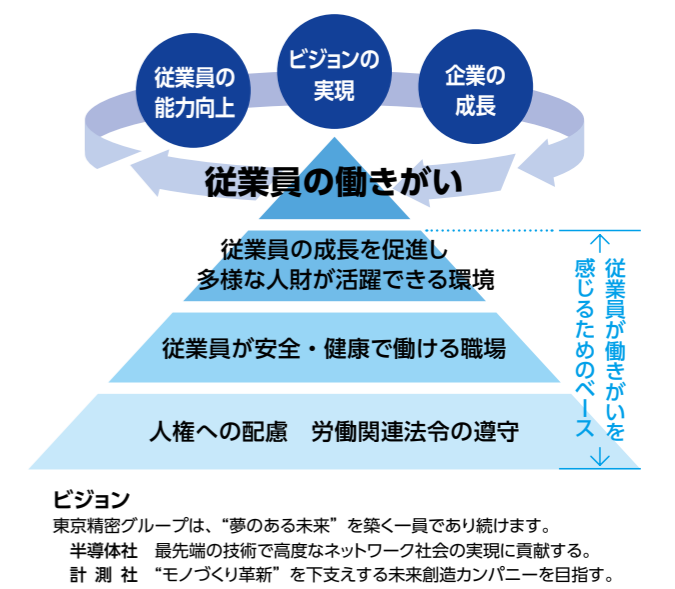 従業員の
能力向上
ビジョンの
実現
企業の
成長
従業員の働きがい
従業員の成長を促進し
多様な人財が活躍できる環境
従業員が安全・健康で働ける職場
人権への配慮　労働関連法令の遵守
従業員が働きがいを
感じるためのベース
ビジョン
東京精密グループは、“夢のある未来”を築く一員であり続けます。
半導体社　最先端の技術で高度なネットワーク社会の実現に貢献する。
計 測 社　“モノづくり革新”を下支えする未来創造カンパニーを目指す。